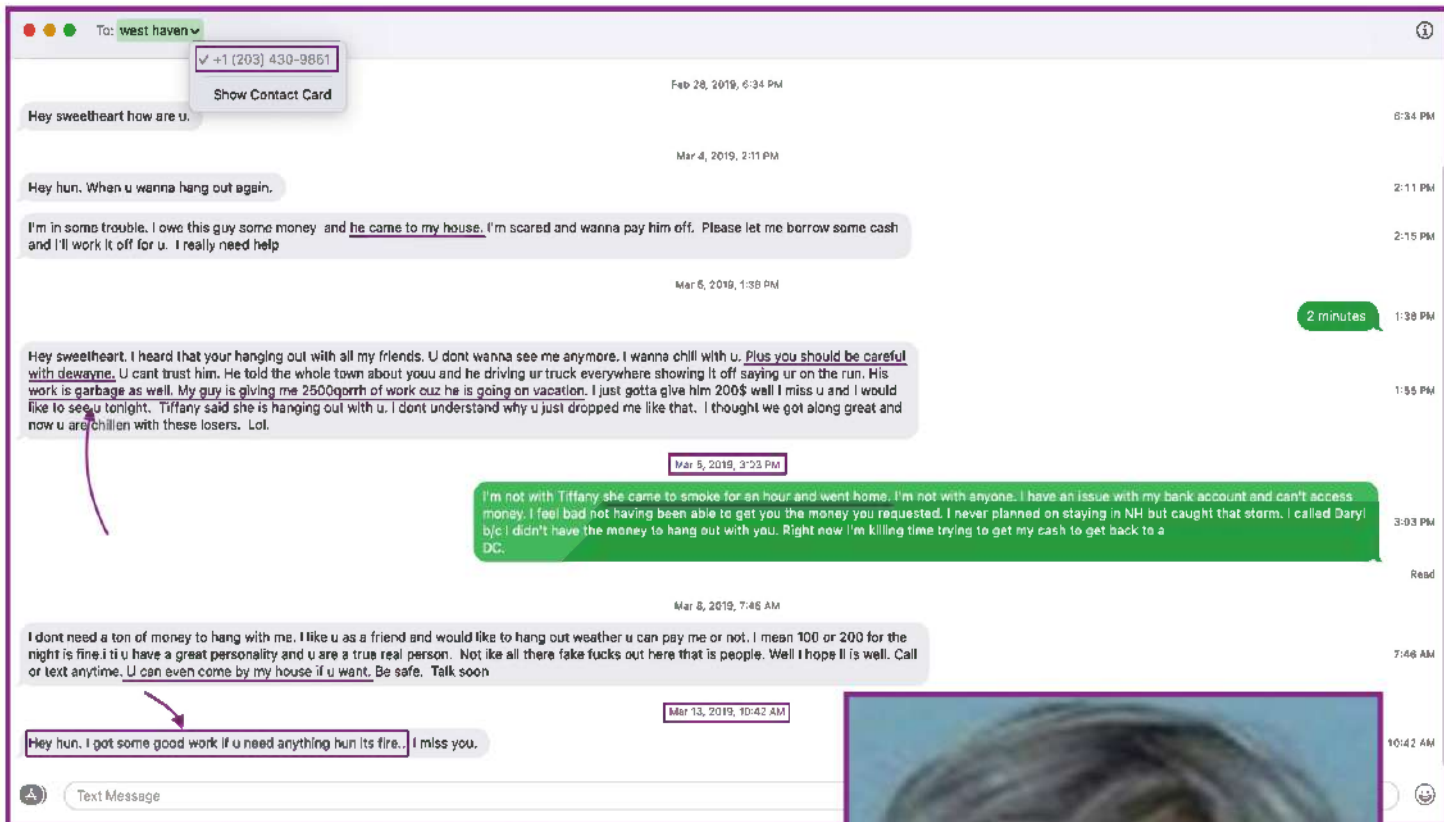 To: west haven
✓ +1 (203) 430-9861
Show Contact Card
Feb 28, 2019, 6:34 PM
Hey sweetheart how are u.
6:34 PM
Mar 4, 2019, 2:11 PM
Hey hun. When u wanna hang out again.
2:11 PM
I'm in some trouble. I owe this guy some money and he came to my house. I'm scared and wanna pay him off. Please let me borrow some cash
and I'll work it off for u. I really need help
2:15 PM
Mar 5, 2019, 1:38 PM
2 minutes
1:38 PM
Hey sweetheart. I heard that your hanging out with all my friends. U dont wanna see me anymore. I wanna chill with u. Plus you should be careful
with dewayne. U cant trust him. He told the whole town about youu and he driving ur truck everywhere showing it off saying ur on the run. His
work is garbage as well. My guy is giving me 2500qorrh of work cuz he is going on vacation. I just gotta give him 200$ well I miss u and I would
like to see u tonight. Tiffany said she is hanging out with u. I dont understand why u just dropped me like that. I thought we got along great and
now u are chillen with these losers. Lol.
1:55 PM
Mar 5, 2019, 3:03 PM
I'm not with Tiffany she came to smoke for an hour and went home. I'm not with anyone. I have an issue with my bank account and can't access
money. I feel bad not having been able to get you the money you requested. I never planned on staying in NH but caught that storm. I called Daryl
b/c I didn't have the money to hang out with you. Right now I'm killing time trying to get my cash to get back to a
DC.
3:03 PM
Read
Mar 8, 2019, 7:46 AM
I dont need a ton of money to hang with me. I like u as a friend and would like to hang out weather u can pay me or not. I mean 100 or 200 for the
night is fine.i ti u have a great personality and u are a true real person. Not ike all there fake fucks out here that is people. Well I hope ll is well. Call
or text anytime. U can even come by my house if u want. Be safe. Talk soon
7:46 AM
Mar 13, 2019, 10:42 AM
Hey hun. I got some good work if u need anything hun its fire.. I miss you.
10:42 AM
Text Message